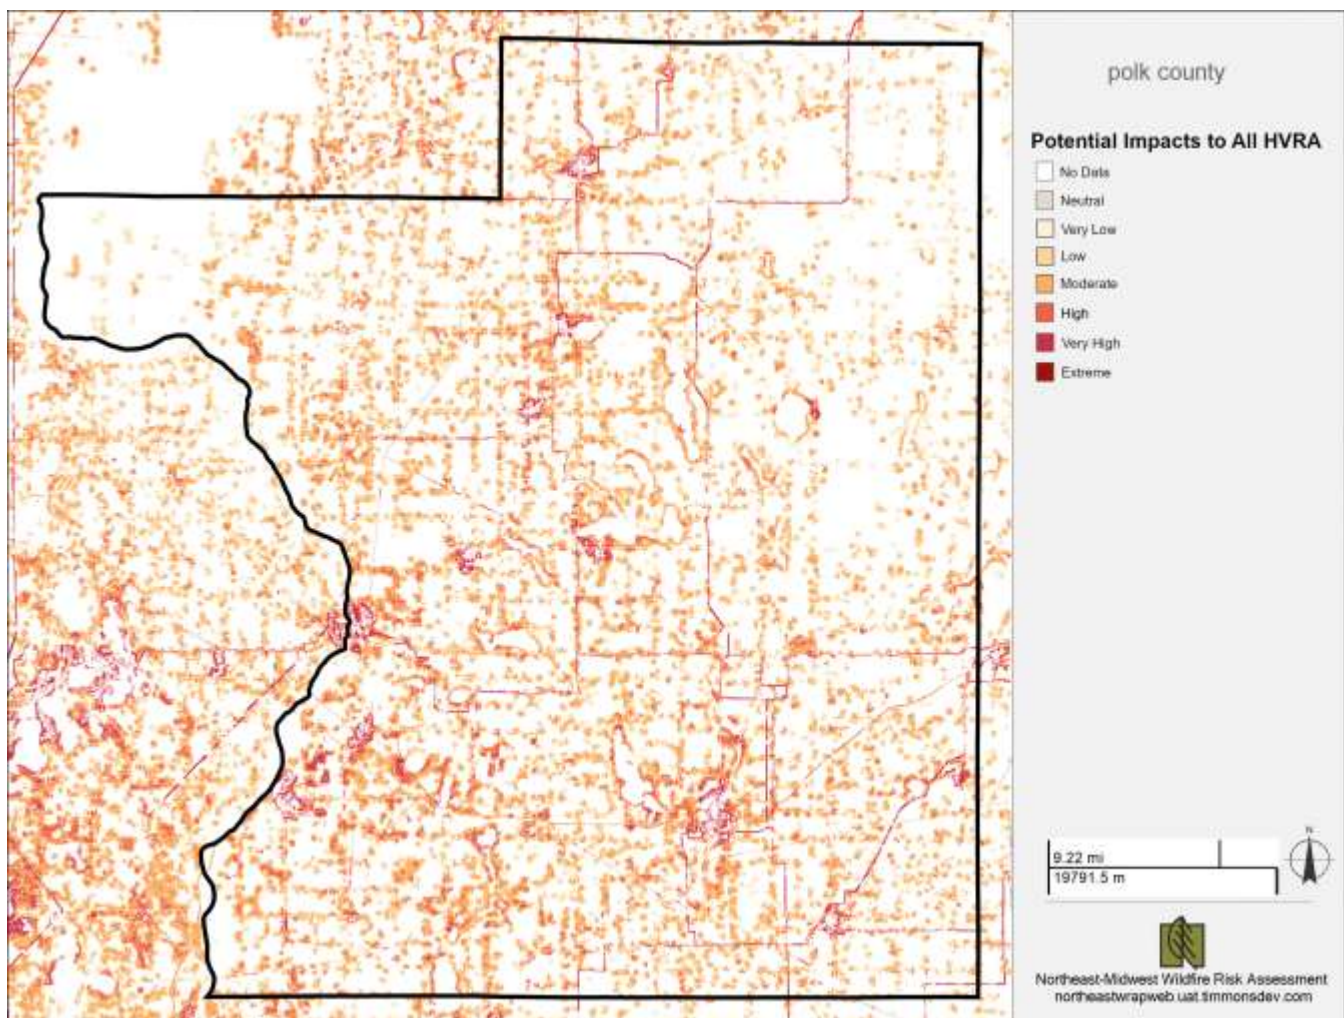 polk county
Potential Impacts to All HVRA
No Data
Neutral
Very Low
Low
Moderate
High
Very High
Extreme
N
9.22 mi
19791.5 m
Northeast-Midwest Wildfire Risk Assessment
northeastwrapweb.uat.timmonsdev.com